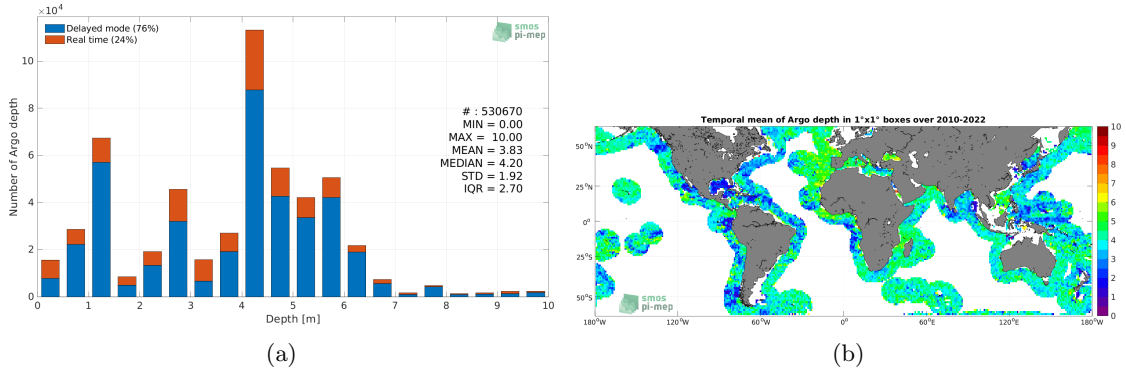 ×10⁴
Delayed mode (76%)
Real time (24%)
smos
pi-mep
# : 530670
MIN = 0.00
MAX = 10.00
MEAN = 3.83
MEDIAN = 4.20
STD = 1.92
IQR = 2.70
Number of Argo depth
10
8
6
4
2
0
0 1 2 3 4 5 6 7 8 9 10
Depth [m]
(a)
Temporal mean of Argo depth in 1°x1° boxes over 2010-2022
50°N
25°N
0°
25°S
50°S
180°W 120°W 60°W 0° 60°E 120°E 180°E
smos
pi-mep
10
9
8
7
6
5
4
3
2
1
0
(b)